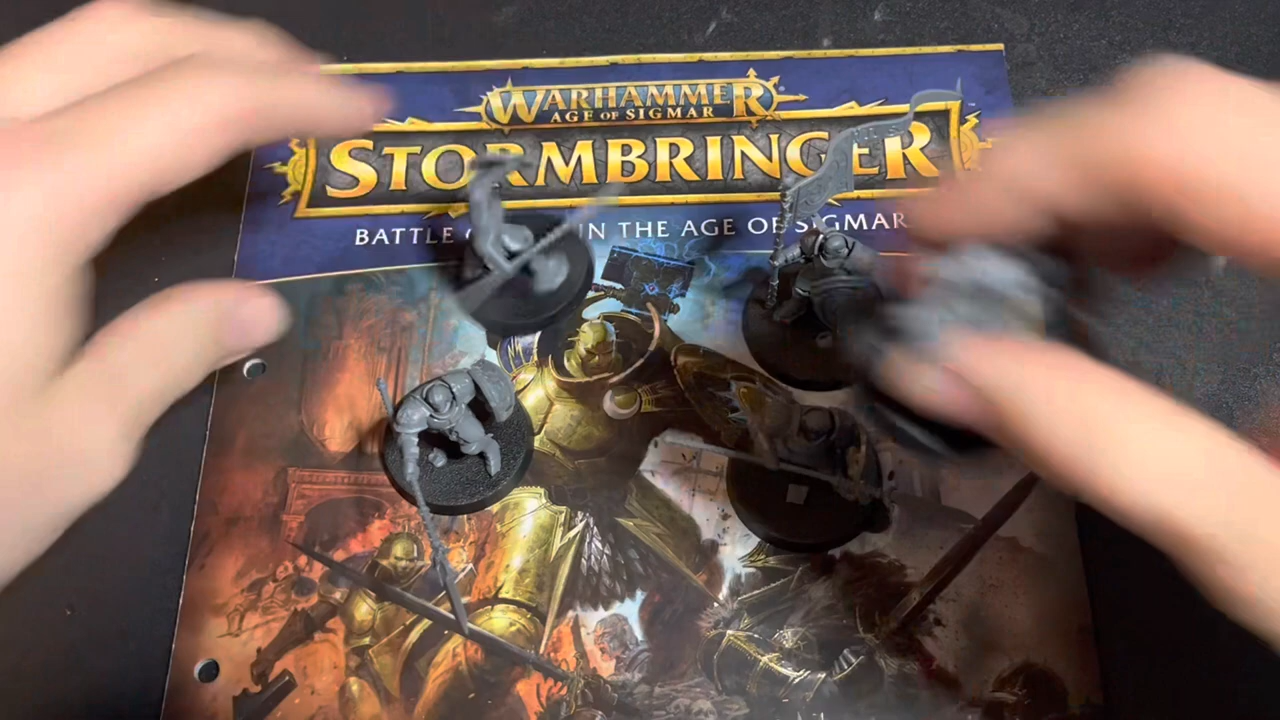 WARHAMMER
AGE OF SIGMAR
STORMBRINGER
BATTLE IN THE AGE OF SIGMAR